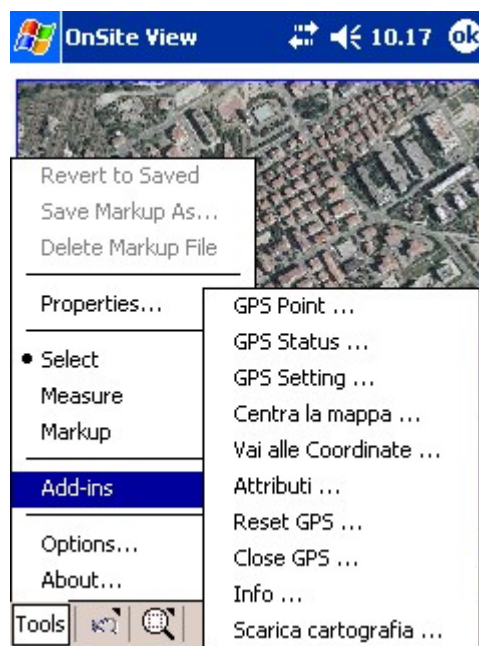 OnSite View 10.17 ok
Revert to Saved
Save Markup As...
Delete Markup File
Properties...
Select
Measure
Markup
Add-ins
Options...
About...
Tools
GPS Point ...
GPS Status ...
GPS Setting ...
Centra la mappa ...
Vai alle Coordinate ...
Attributi ...
Reset GPS ...
Close GPS ...
Info ...
Scarica cartografia ...